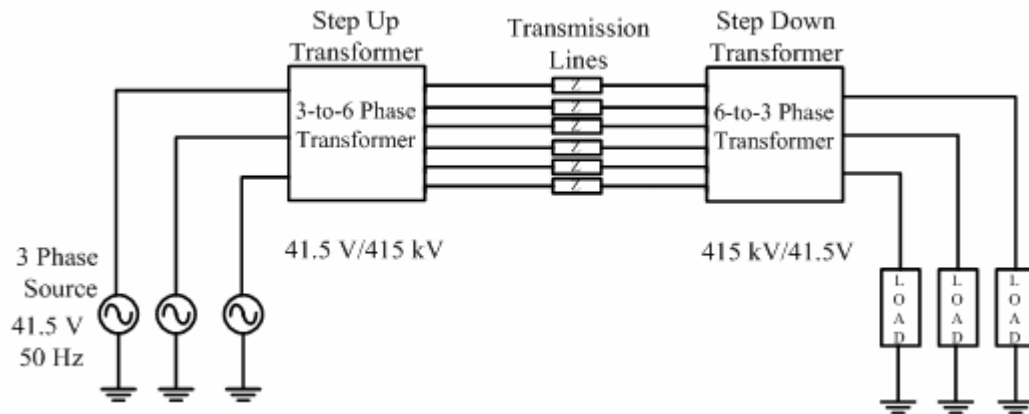 Step Up
Transformer
Transmission
Lines
Step Down
Transformer
3-to-6 Phase
Transformer
Z
Z
Z
Z
Z
Z
6-to-3 Phase
Transformer
41.5 V/415 kV
415 kV/41.5V
3 Phase
Source
41.5 V
50 Hz
LOAD
LOAD
LOAD